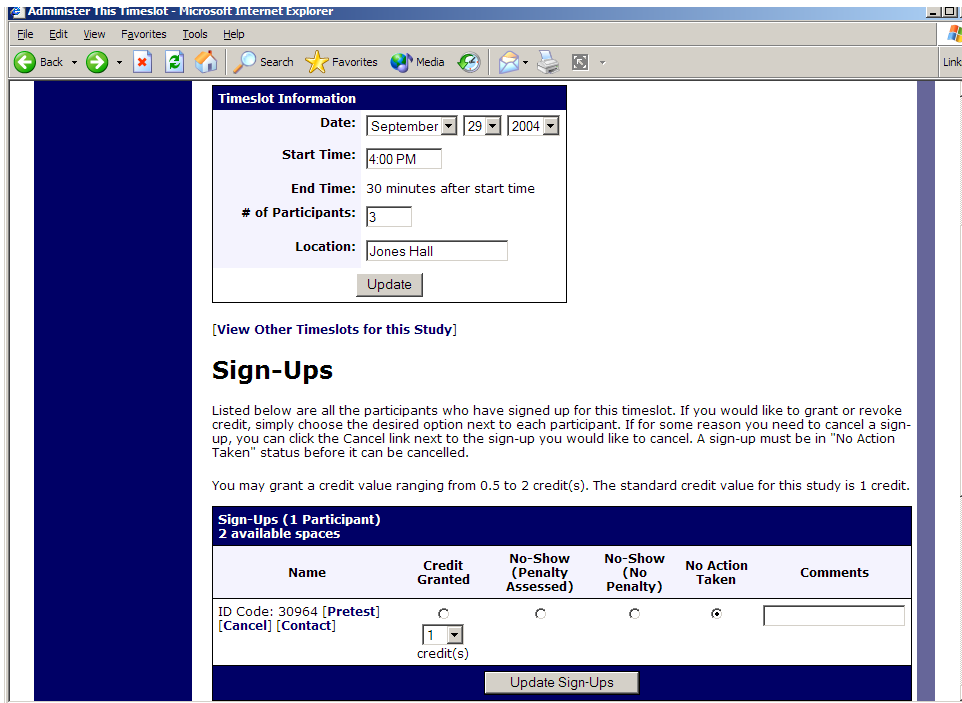 Administer This Timeslot - Microsoft Internet Explorer
File Edit View Favorites Tools Help
Back Search Favorites Media Link
Timeslot Information
Date: September 29 2004
Start Time: 4:00 PM
End Time: 30 minutes after start time
# of Participants: 3
Location: Jones Hall
Update
[View Other Timeslots for this Study]
Sign-Ups
Listed below are all the participants who have signed up for this timeslot. If you would like to grant or revoke
credit, simply choose the desired option next to each participant. If for some reason you need to cancel a sign-
up, you can click the Cancel link next to the sign-up you would like to cancel. A sign-up must be in "No Action
Taken" status before it can be cancelled.
You may grant a credit value ranging from 0.5 to 2 credit(s). The standard credit value for this study is 1 credit.
Sign-Ups (1 Participant)
2 available spaces
Name
Credit
Granted
No-Show
(Penalty
Assessed)
No-Show
(No
Penalty)
No Action
Taken
Comments
ID Code: 30964 [Pretest]
[Cancel] [Contact]
1
credit(s)
Update Sign-Ups